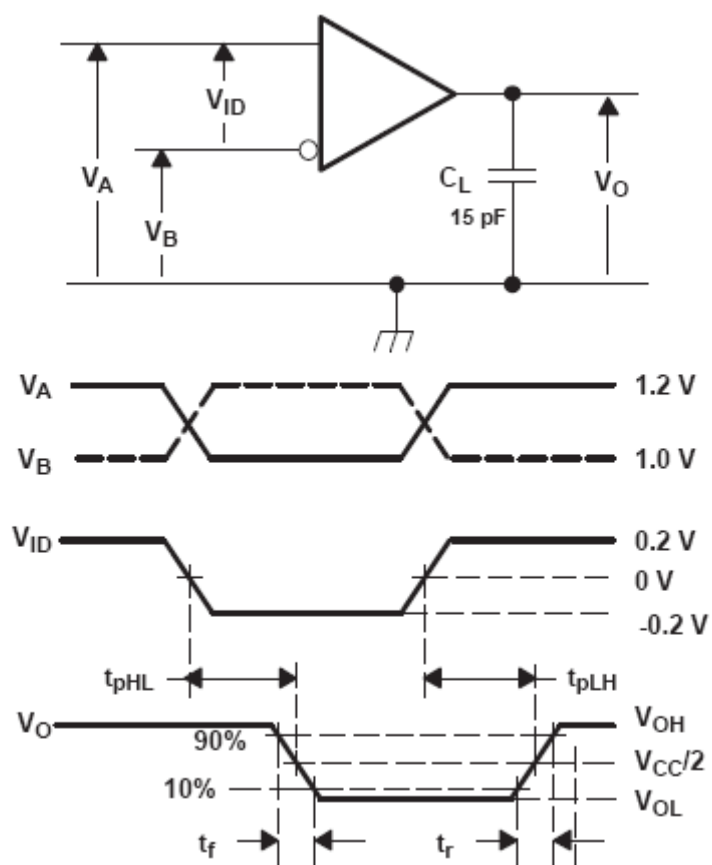 V_ID
V_A
V_B
C_L
15 pF
V_O
V_A
1.2 V
V_B
1.0 V
V_ID
0.2 V
0 V
-0.2 V
t_pHL
t_pLH
V_O
V_OH
90%
V_CC/2
10%
V_OL
t_f
t_r